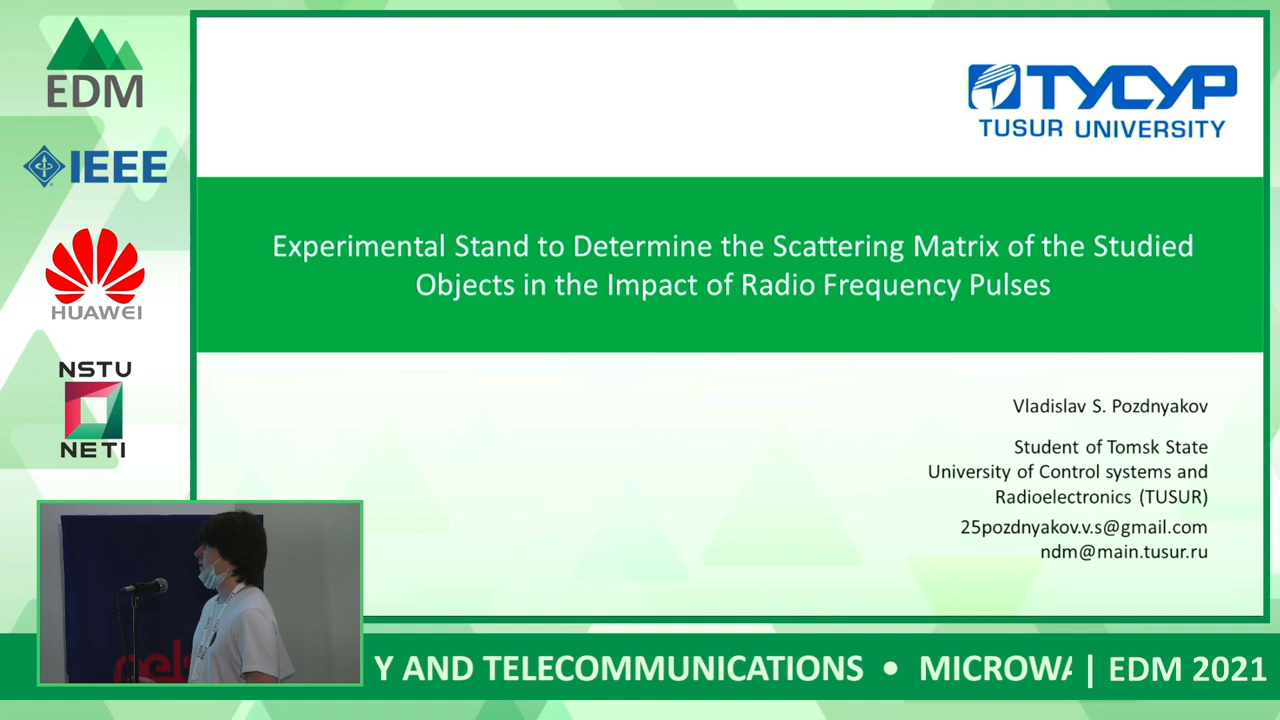 EDM
IEEE
HUAWEI
NSTU
NETI
ТУСУР
TUSUR UNIVERSITY
Experimental Stand to Determine the Scattering Matrix of the Studied
Objects in the Impact of Radio Frequency Pulses
Vladislav S. Pozdnyakov
Student of Tomsk State
University of Control systems and
Radioelectronics (TUSUR)
25pozdnyakov.v.s@gmail.com
ndm@main.tusur.ru
Y AND TELECOMMUNICATIONS • MICROWA | EDM 2021